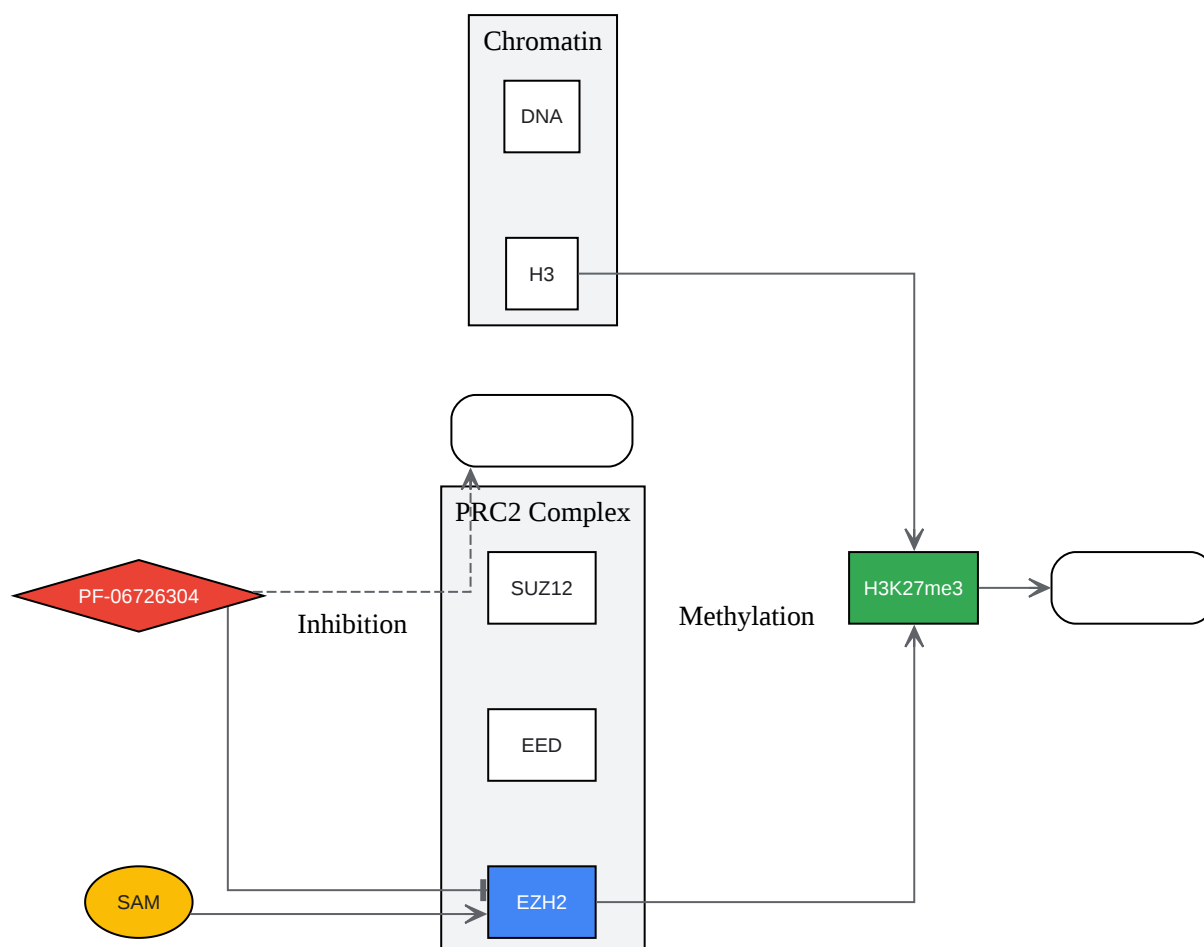 Chromatin
DNA
H3
PRC2 Complex
SUZ12
H3K27me3
PF-06726304
Inhibition
Methylation
EED
SAM
EZH2